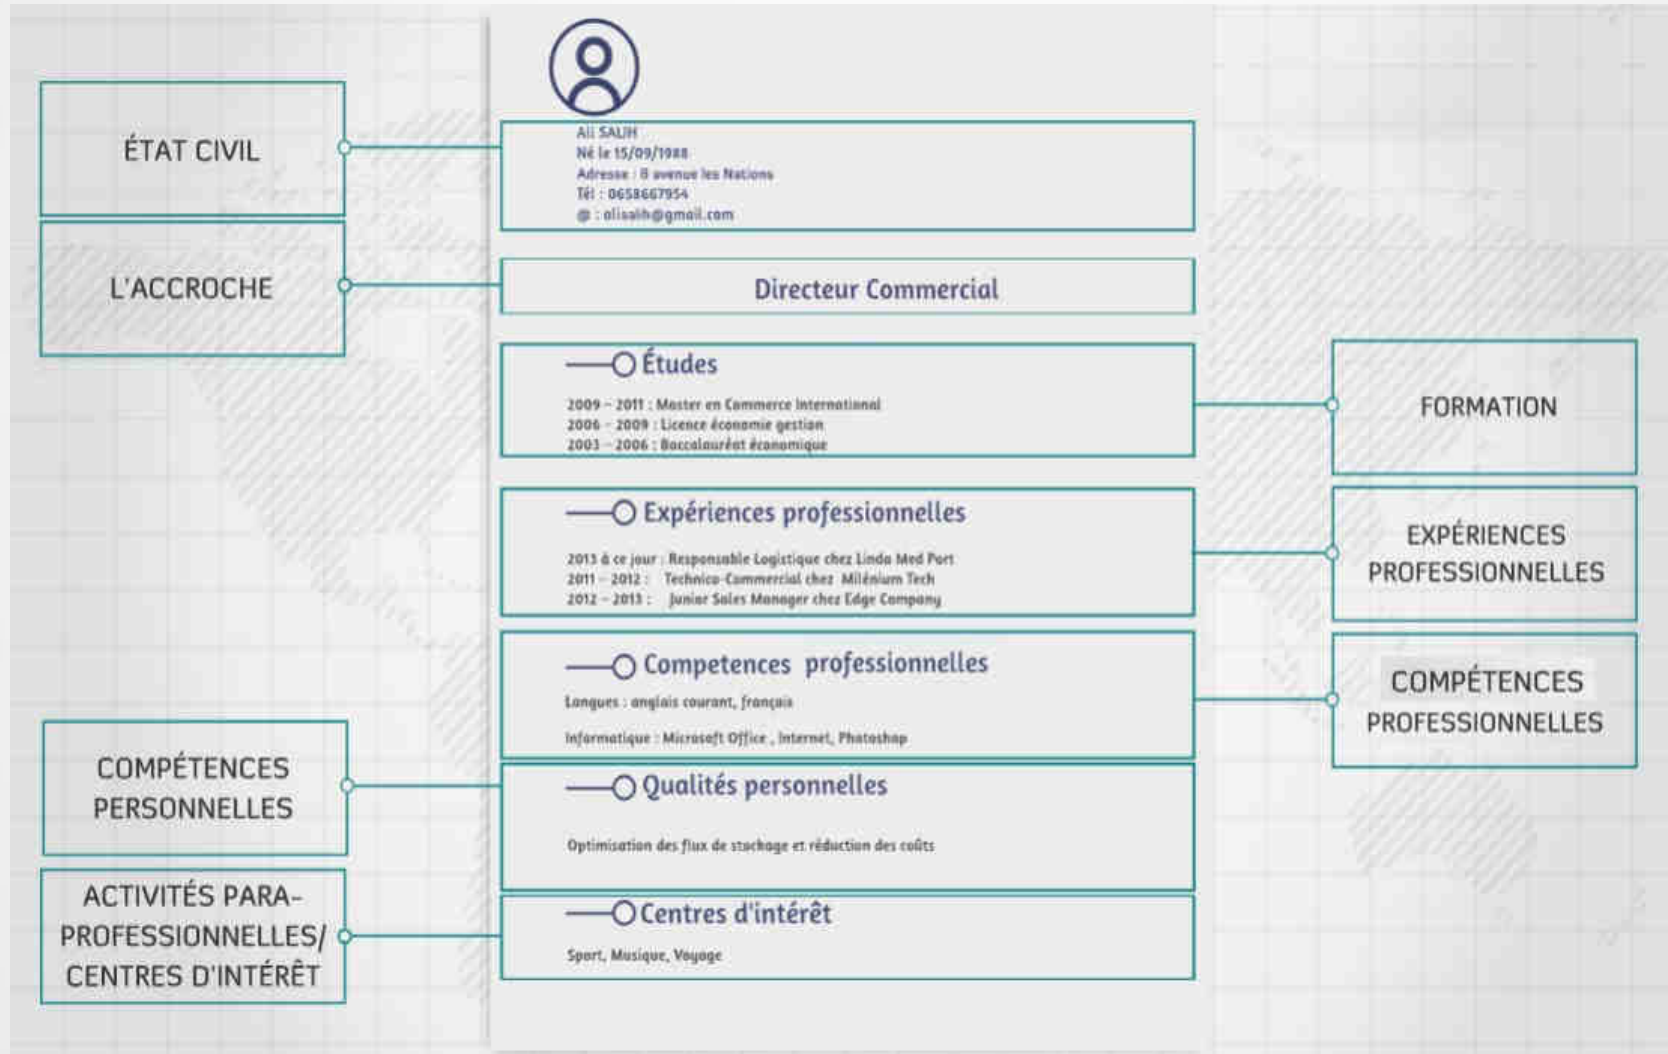 ÉTAT CIVIL
Ali SALIH
Né le 15/09/1988
Adresse : 8 avenue les Nations
Tél : 0658667954
@ : alisalih@gmail.com
L'ACCROCHE
Directeur Commercial
Études
2009 – 2011 : Master en Commerce International
2006 – 2009 : Licence économie gestion
2003 – 2006 : Baccalauréat économique
FORMATION
Expériences professionnelles
2013 à ce jour : Responsable Logistique chez Linda Med Port
2011 – 2012 : Technico-Commercial chez Milénium Tech
2012 – 2013 : Junior Sales Manager chez Edge Company
EXPÉRIENCES
PROFESSIONNELLES
Competences professionnelles
Langues : anglais courant, français
Informatique : Microsoft Office , Internet, Photoshop
COMPÉTENCES
PROFESSIONNELLES
COMPÉTENCES
PERSONNELLES
Qualités personnelles
Optimisation des flux de stockage et réduction des coûts
ACTIVITÉS PARA-
PROFESSIONNELLES/
CENTRES D'INTÉRÊT
Centres d'intérêt
Sport, Musique, Voyage